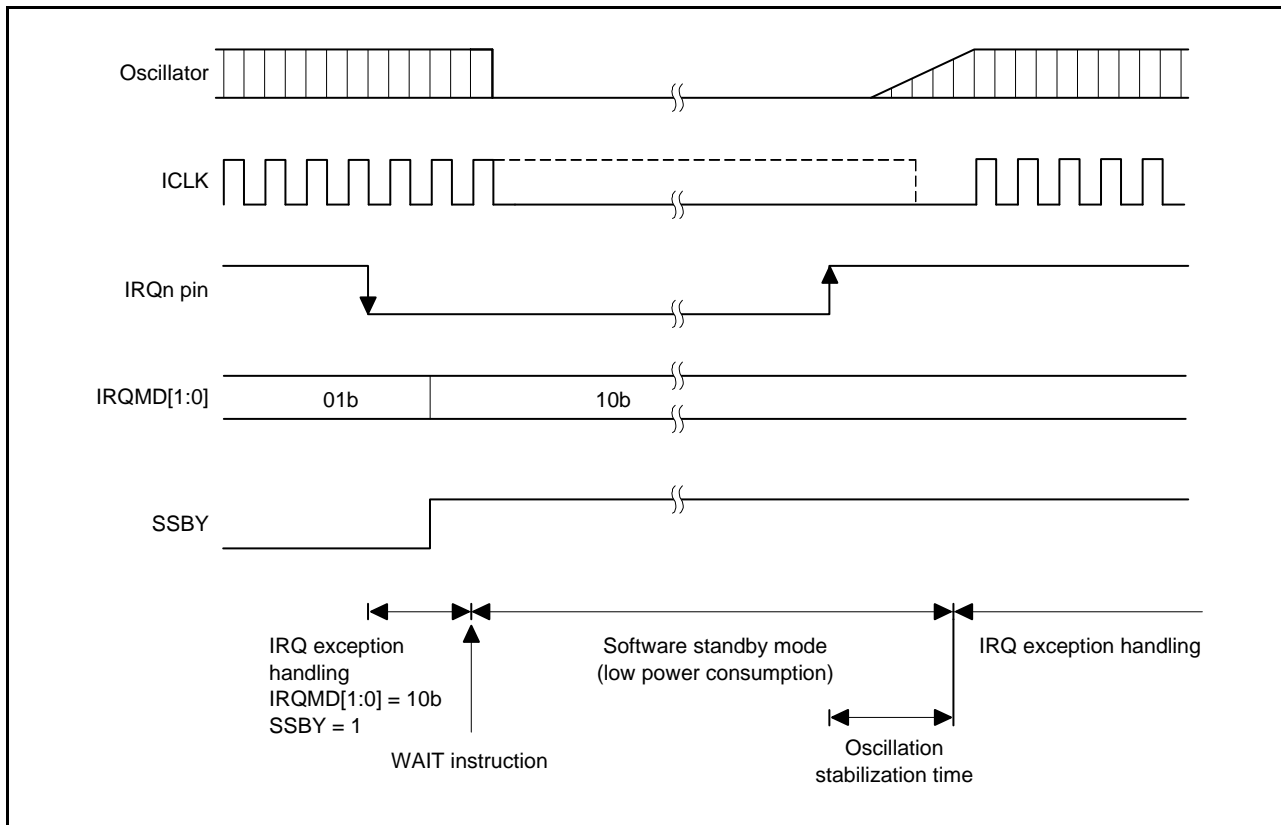 Oscillator
ICLK
IRQn pin
IRQMD[1:0]
01b
10b
SSBY
IRQ exception
handling
IRQMD[1:0] = 10b
SSBY = 1
WAIT instruction
Software standby mode
(low power consumption)
Oscillation
stabilization time
IRQ exception handling